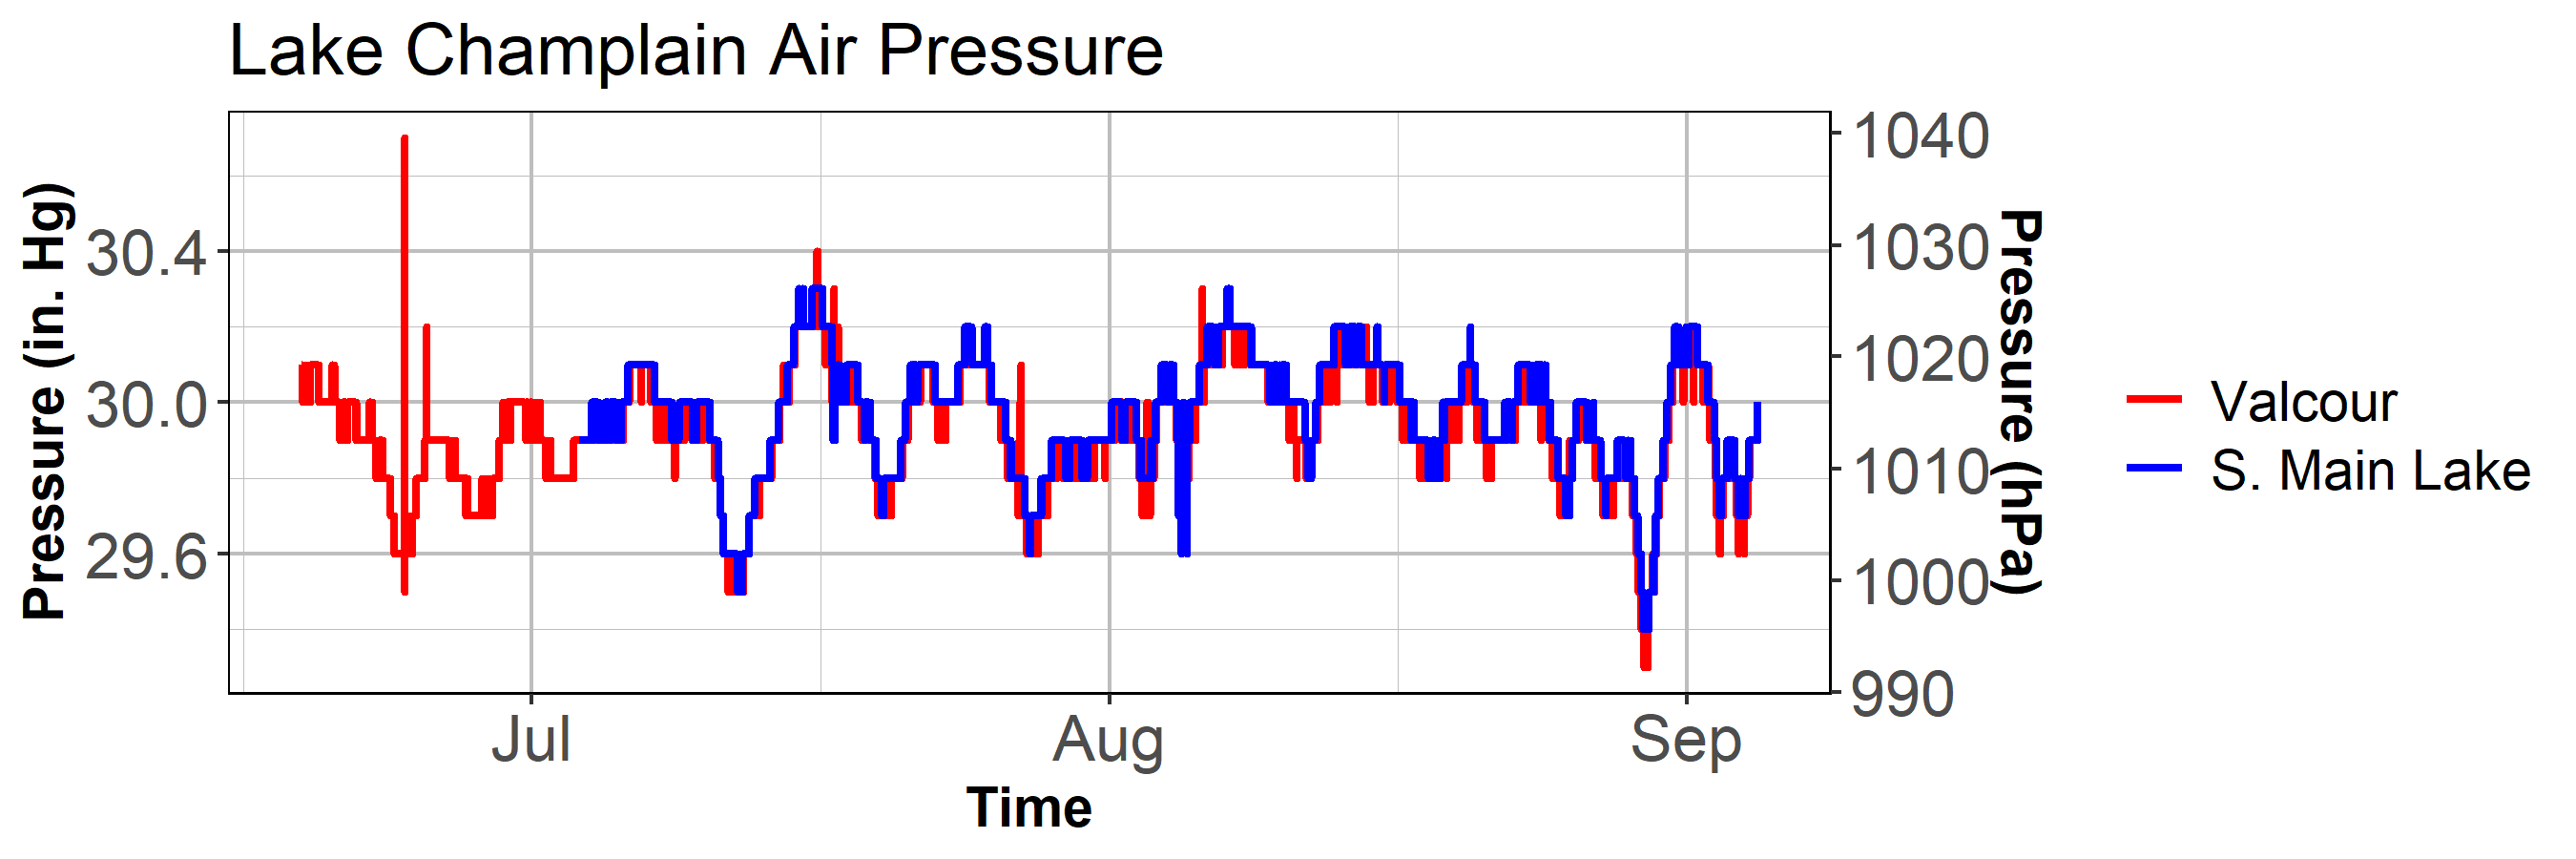 Lake Champlain Air Pressure
Pressure (in. Hg)
30.4
30.0
29.6
1040
1030
1020
1010
1000
990
Pressure (hPa)
Valcour
S. Main Lake
Jul
Aug
Sep
Time